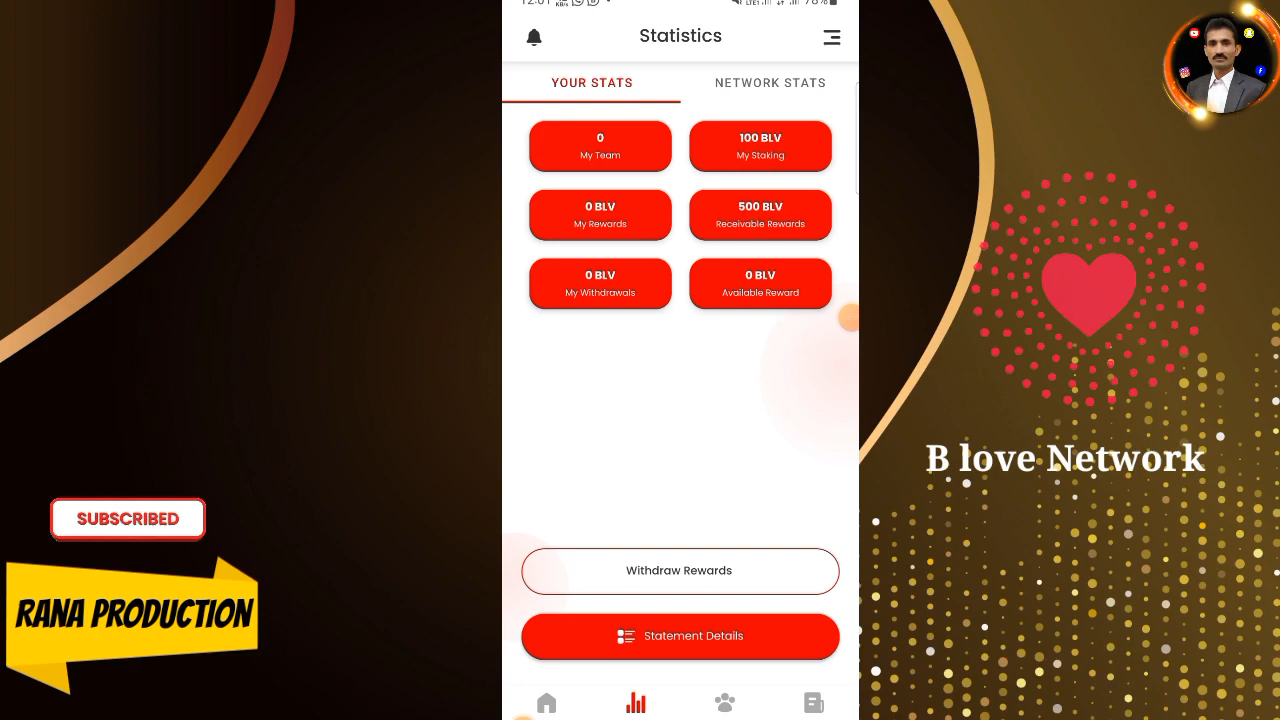 Statistics
YOUR STATS
NETWORK STATS
0
My Team
100 BLV
My Staking
0 BLV
My Rewards
500 BLV
Receivable Rewards
0 BLV
My Withdrawals
0 BLV
Available Reward
Withdraw Rewards
Statement Details
SUBSCRIBED
RANA PRODUCTION
B love Network